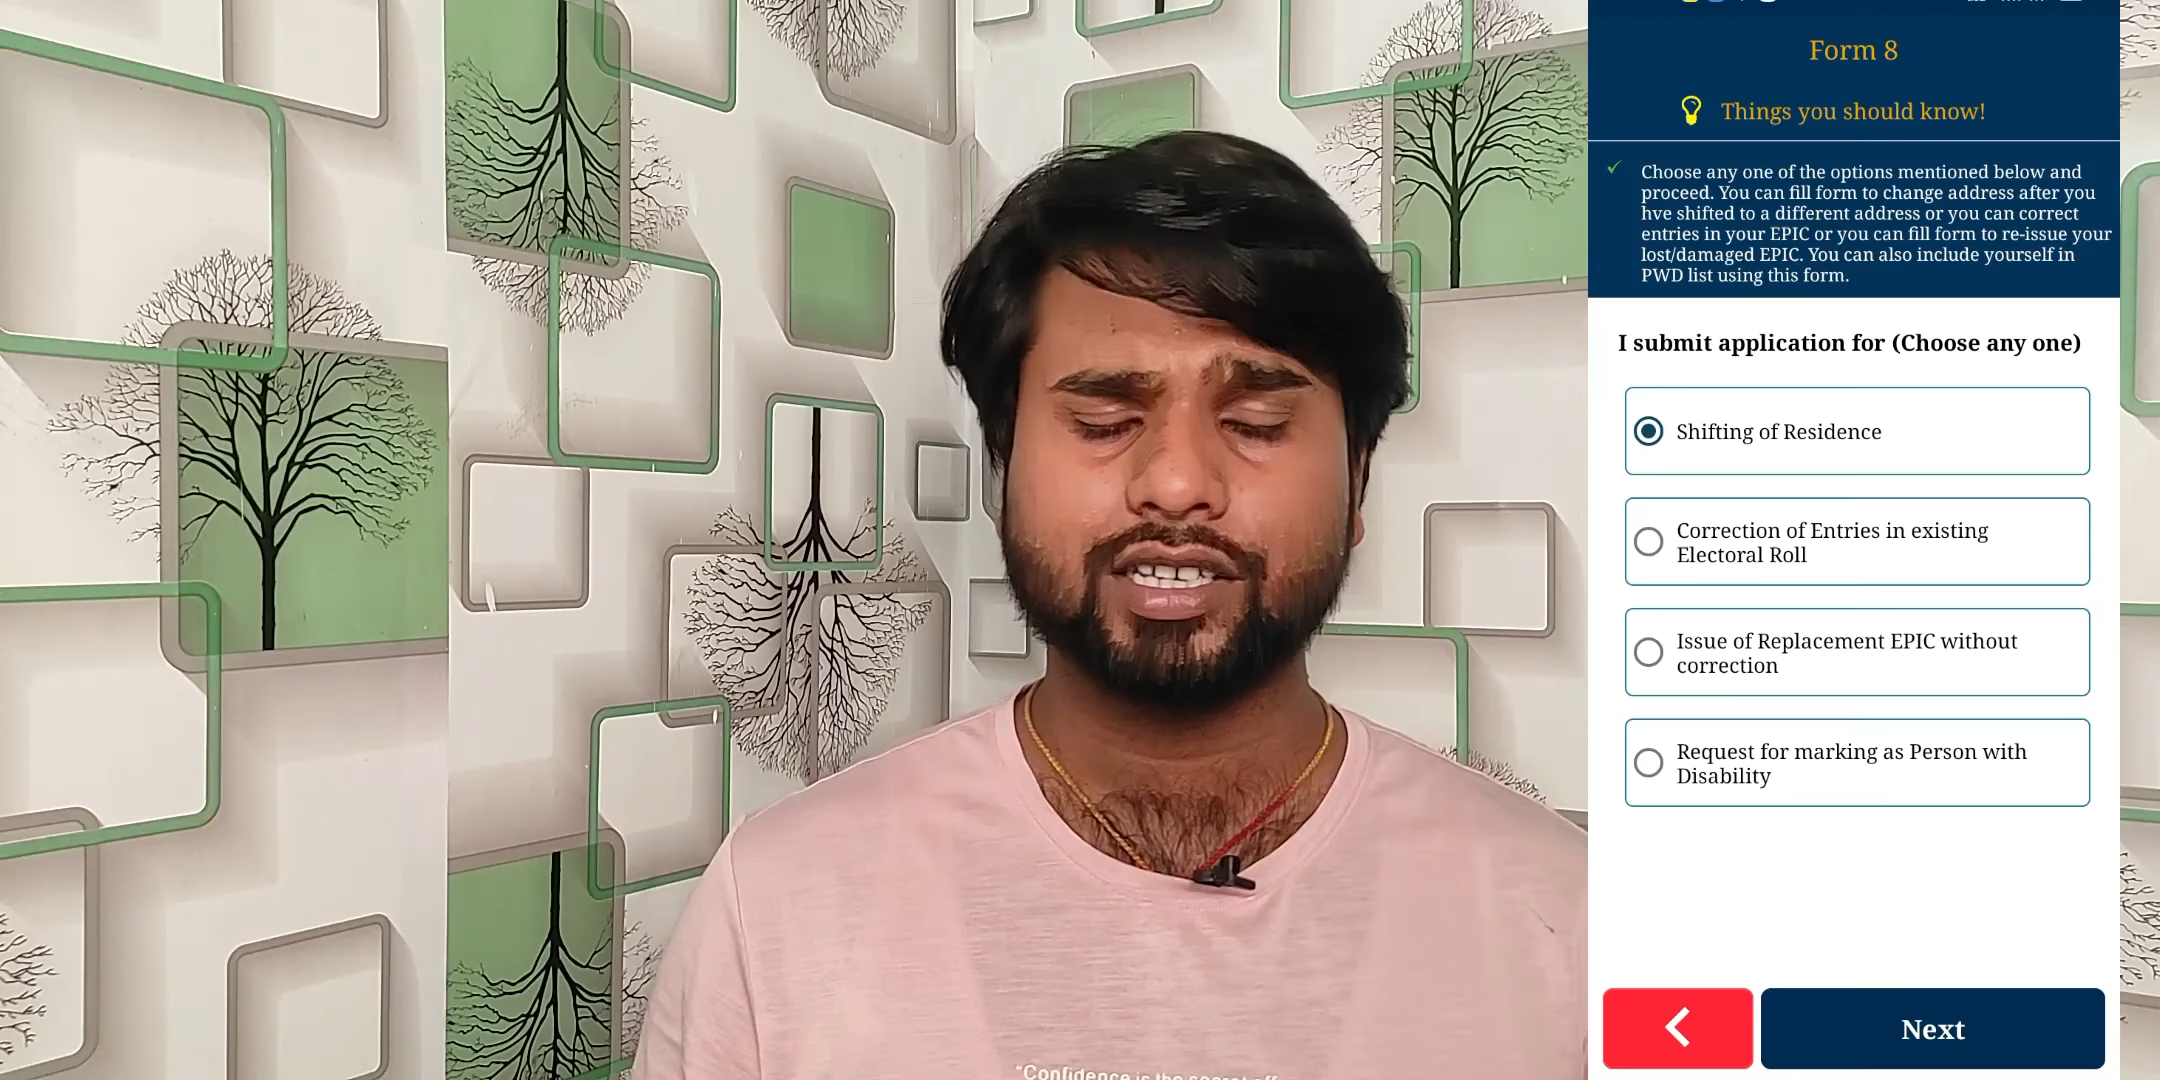 Form 8
Things you should know!
Choose any one of the options mentioned below and
proceed. You can fill form to change address after you
hve shifted to a different address or you can correct
entries in your EPIC or you can fill form to re-issue your
lost/damaged EPIC. You can also include yourself in
PWD list using this form.
I submit application for (Choose any one)
Shifting of Residence
Correction of Entries in existing
Electoral Roll
Issue of Replacement EPIC without
correction
Request for marking as Person with
Disability
Next
"Confidence is the secret